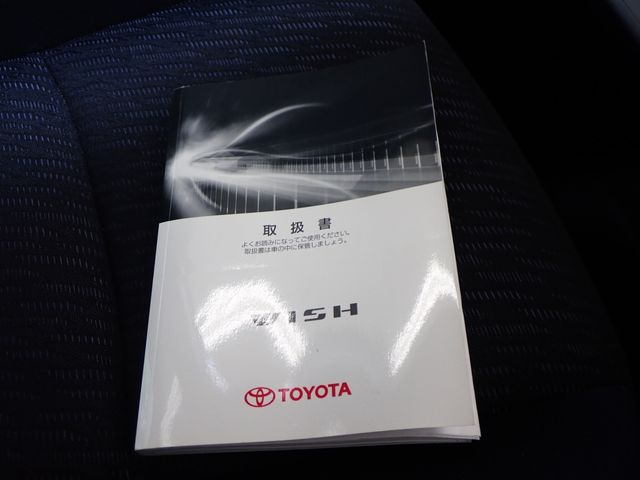 取扱書
よくお読みになってご使用ください。
取扱書は車の中に保管しましょう。
WISH
TOYOTA